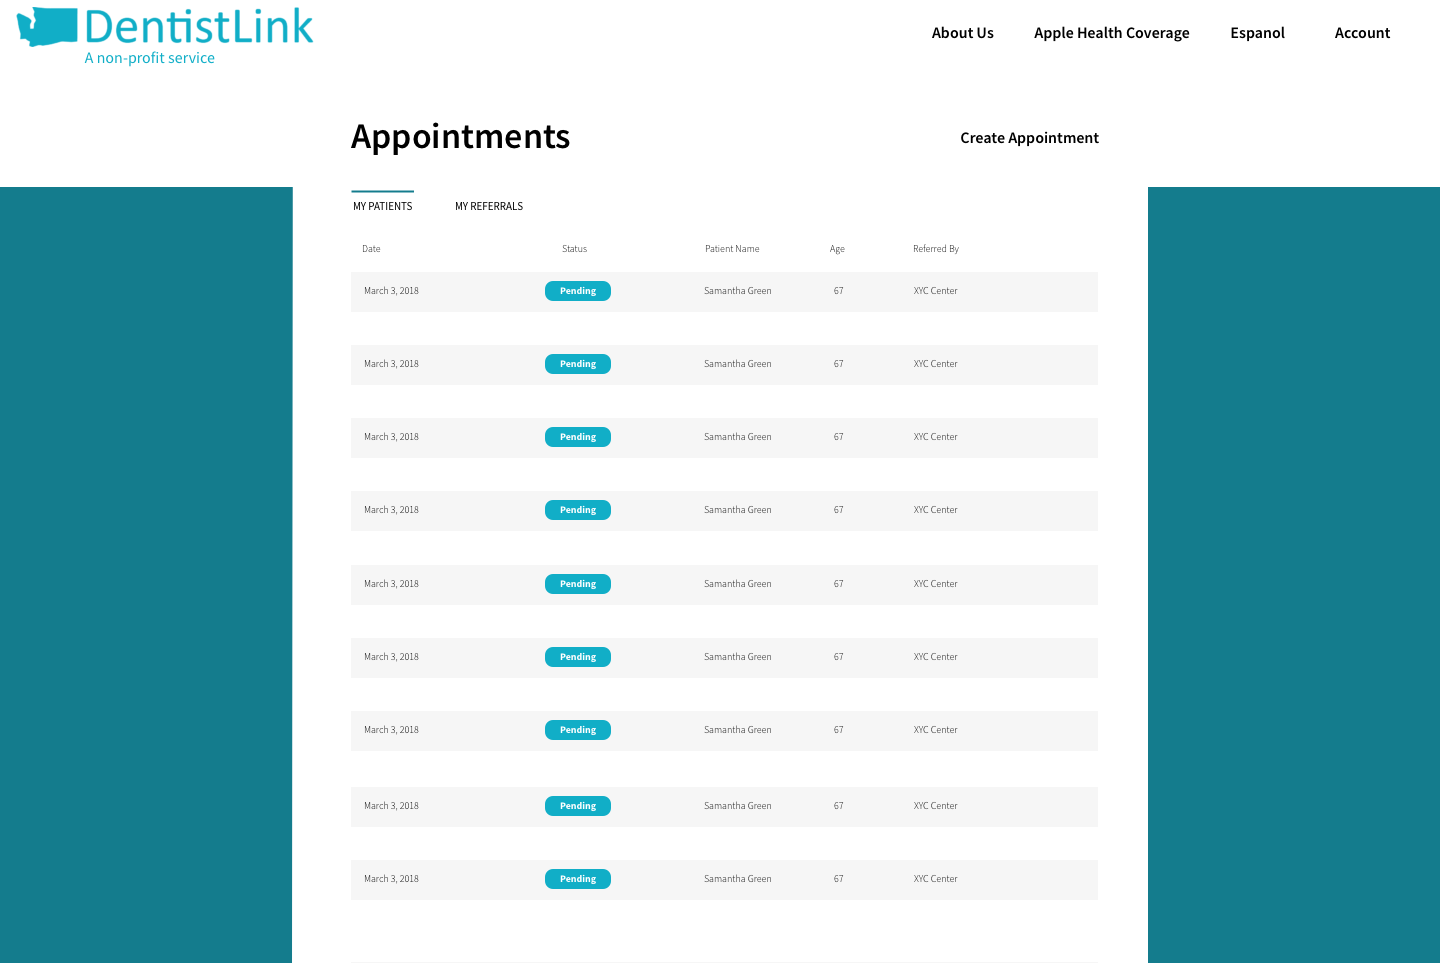 DentistLink
A non-profit service
About Us Apple Health Coverage Espanol Account
Appointments
Create Appointment
MY PATIENTS MY REFERRALS
Date Status Patient Name Age Referred By
March 3, 2018 Pending Samantha Green 67 XYC Center
March 3, 2018 Pending Samantha Green 67 XYC Center
March 3, 2018 Pending Samantha Green 67 XYC Center
March 3, 2018 Pending Samantha Green 67 XYC Center
March 3, 2018 Pending Samantha Green 67 XYC Center
March 3, 2018 Pending Samantha Green 67 XYC Center
March 3, 2018 Pending Samantha Green 67 XYC Center
March 3, 2018 Pending Samantha Green 67 XYC Center
March 3, 2018 Pending Samantha Green 67 XYC Center